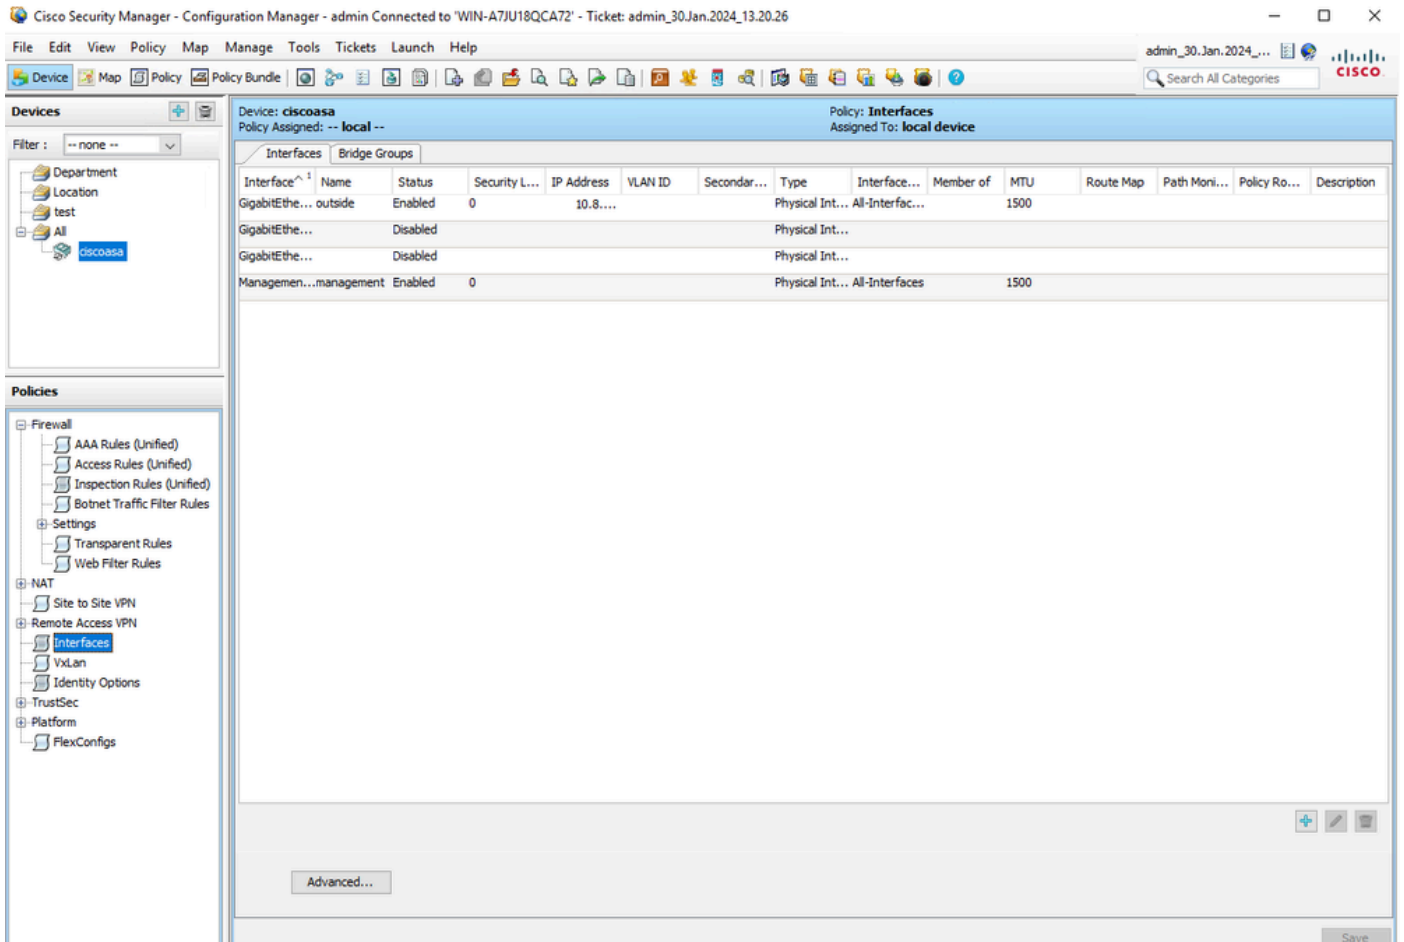 Cisco Security Manager - Configuration Manager - admin Connected to 'WIN-A7JU18QCA72' - Ticket: admin_30.Jan.2024_13.20.26
File Edit View Policy Map Manage Tools Tickets Launch Help
admin_30.Jan.2024_...
Device Map Policy Policy Bundle
Search All Categories
CISCO
Devices
Filter : -- none --
Department
Location
test
All
ciscoasa
Policies
Firewall
AAA Rules (Unified)
Access Rules (Unified)
Inspection Rules (Unified)
Botnet Traffic Filter Rules
Settings
Transparent Rules
Web Filter Rules
NAT
Site to Site VPN
Remote Access VPN
Interfaces
VxLan
Identity Options
TrustSec
Platform
FlexConfigs
Device: ciscoasa Policy: Interfaces
Policy Assigned: -- local -- Assigned To: local device
Interfaces Bridge Groups
Interface 1 Name Status Security L... IP Address VLAN ID Secondar... Type Interface... Member of MTU Route Map Path Moni... Policy Ro... Description
GigabitEthe... outside Enabled 0 10.8.... Physical Int... All-Interfac... 1500
GigabitEthe... Disabled Physical Int...
GigabitEthe... Disabled Physical Int...
Managemen... management Enabled 0 Physical Int... All-Interfaces 1500
Advanced...
Save